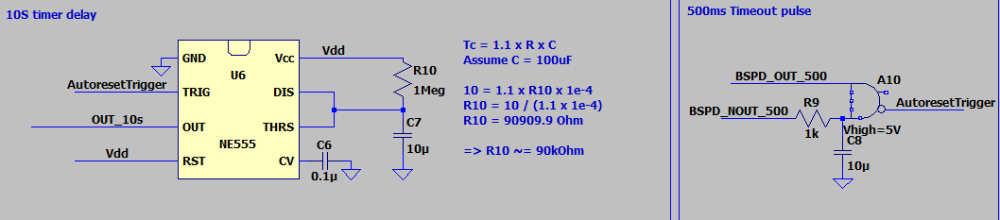 10S timer delay
GND
Vcc
Vdd
U6
R10
1Meg
AutoresetTrigger
TRIG
DIS
OUT_10s
OUT
THRS
C7
10µ
Vdd
RST
NE555
CV
C6
0.1µ
Tc = 1.1 x R x C
Assume C = 100uF
10 = 1.1 x R10 x 1e-4
R10 = 10 / (1.1 x 1e-4)
R10 = 90909.9 Ohm
=> R10 ~= 90kOhm
500ms Timeout pulse
BSPD_OUT_500
A10
BSPD_NOUT_500
R9
1k
AutoresetTrigger
Vhigh=5V
C8
10µ